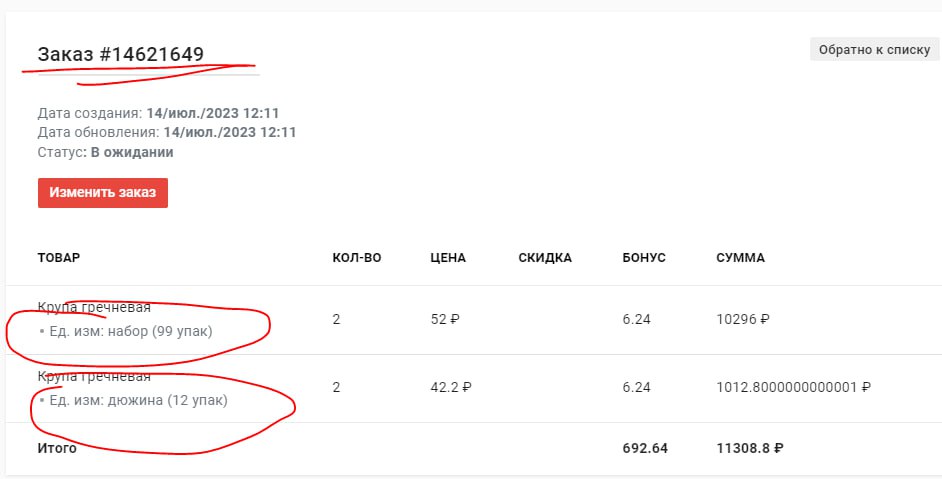 Заказ #14621649
Обратно к списку
Дата создания: 14/июл./2023 12:11
Дата обновления: 14/июл./2023 12:11
Статус: В ожидании
Изменить заказ
ТОВАР КОЛ-ВО ЦЕНА СКИДКА БОНУС СУММА
Крупа гречневая
• Ед. изм: набор (99 упак) 2 52 ₽ 6.24 10296 ₽
Крупа гречневая
• Ед. изм: дюжина (12 упак) 2 42.2 ₽ 6.24 1012.8000000000001 ₽
Итого 692.64 11308.8 ₽